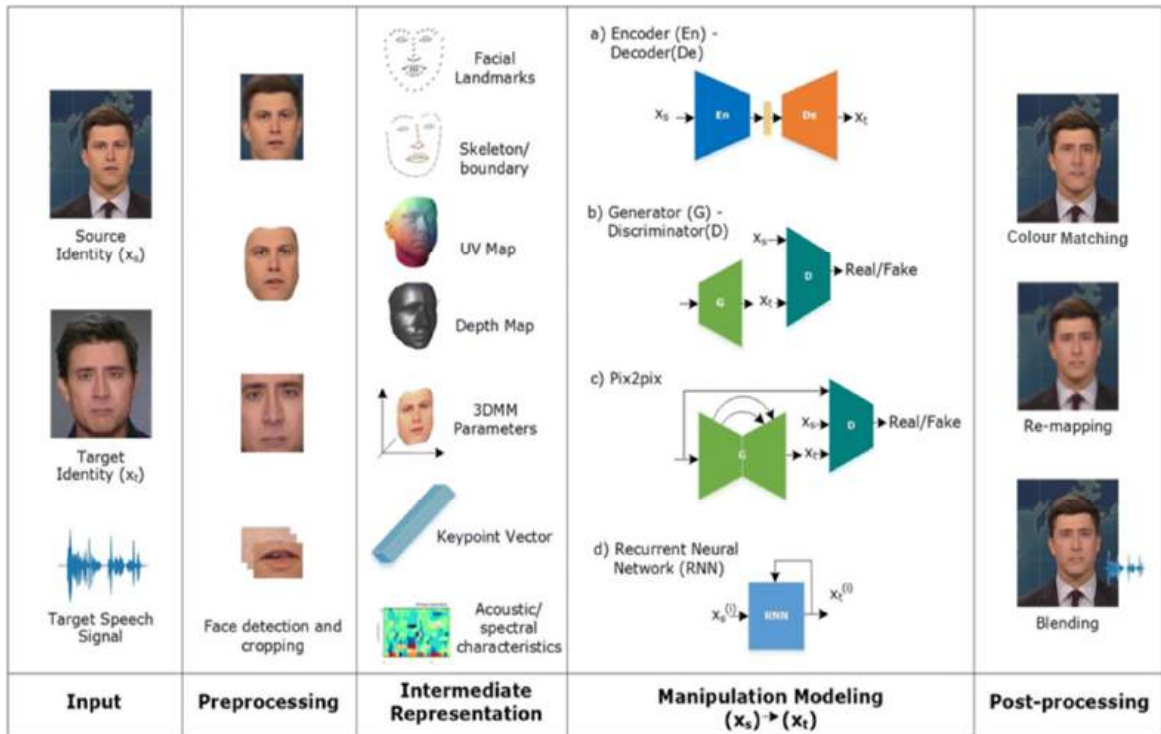 Source
Identity (xs)
Target
Identity (xt)
Target Speech
Signal
Input
Face detection and
cropping
Preprocessing
Facial
Landmarks
Skeleton/
boundary
UV Map
Depth Map
3DMM
Parameters
Keypoint Vector
Acoustic/
spectral
characteristics
Intermediate
Representation
a) Encoder (En) -
Decoder(De)
xs
En
De
xt
b) Generator (G) -
Discriminator(D)
xs
D
Real/Fake
G
xt
c) Pix2pix
xs
D
Real/Fake
G
xt
d) Recurrent Neural
Network (RNN)
xs(i)
RNN
xt(i)
Manipulation Modeling
(xs)→(xt)
Colour Matching
Re-mapping
Blending
Post-processing